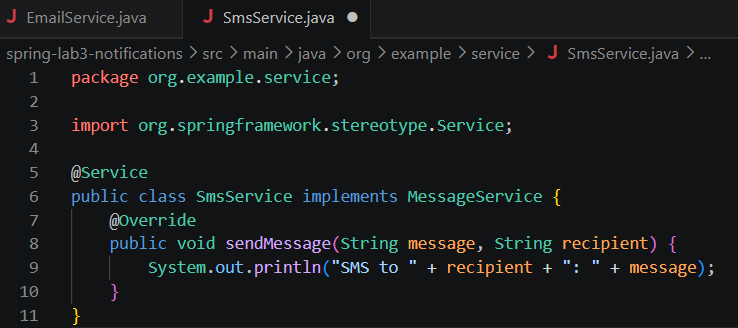 EmailService.java
SmsService.java
spring-lab3-notifications > src > main > java > org > example > service > SmsService.java > ...
1 package org.example.service;
2
3 import org.springframework.stereotype.Service;
4
5 @Service
6 public class SmsService implements MessageService {
7     @Override
8     public void sendMessage(String message, String recipient) {
9         System.out.println("SMS to " + recipient + ": " + message);
10     }
11 }